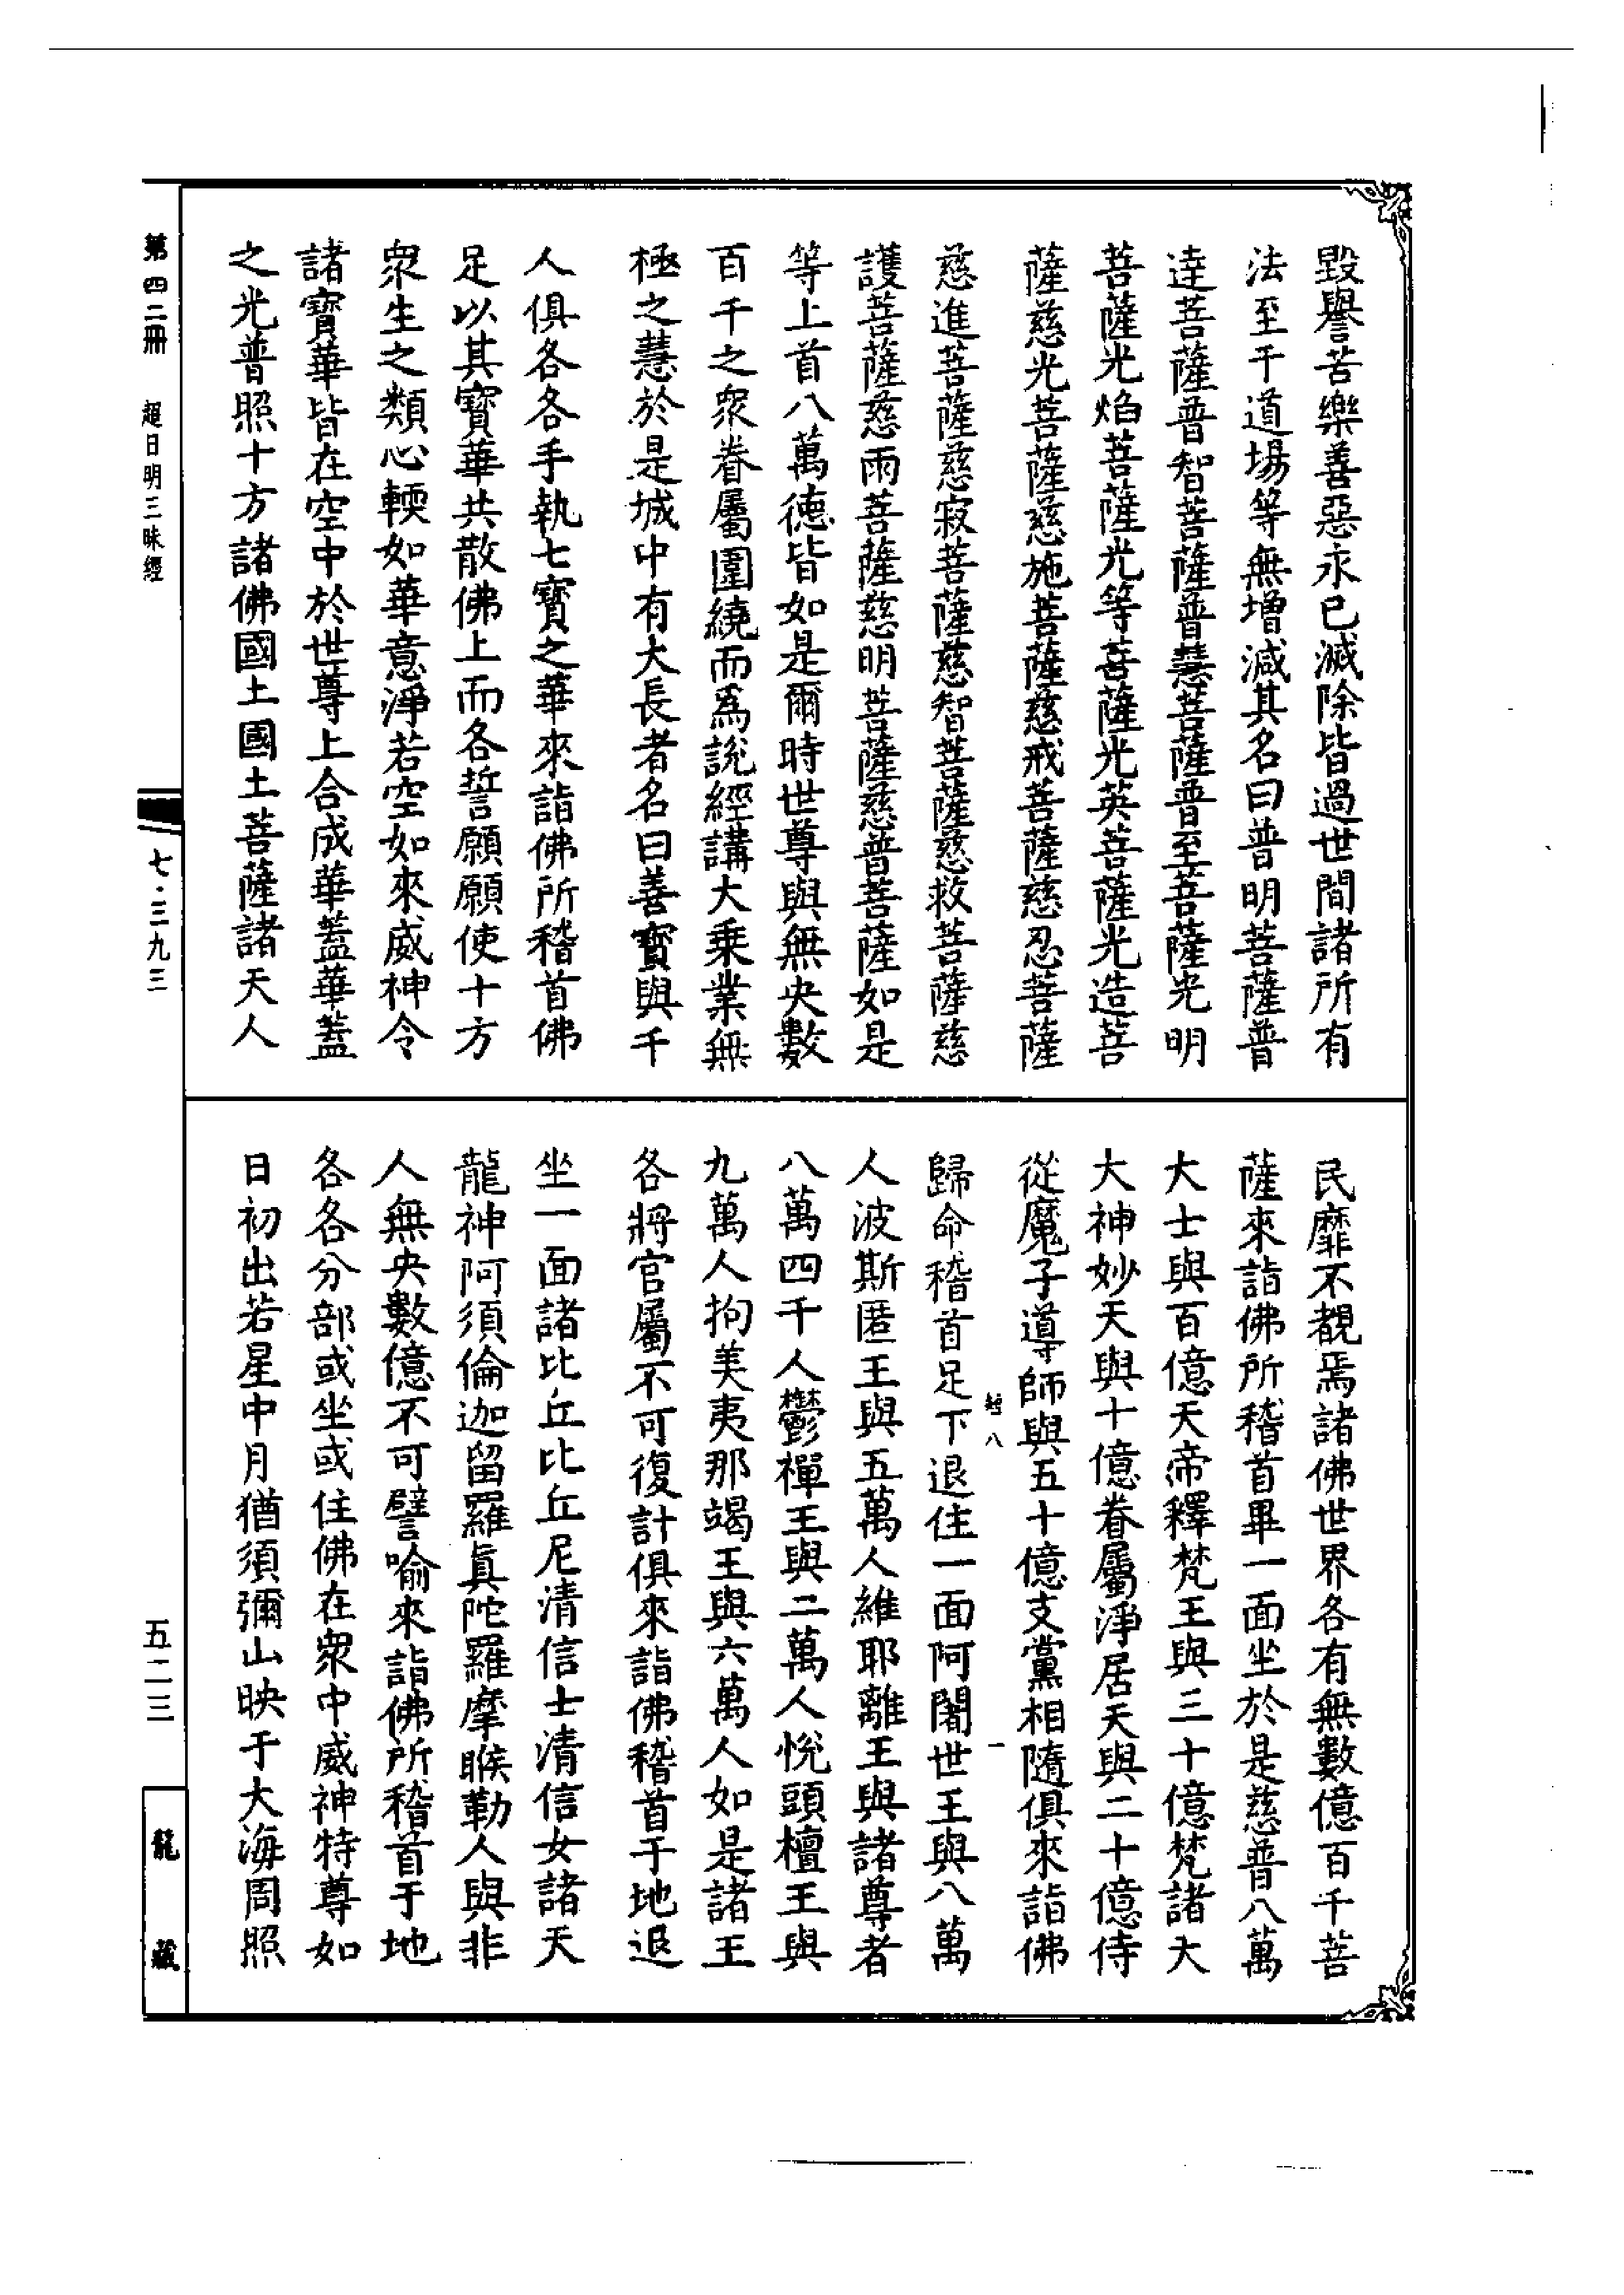 毀譽苦樂善惡永已滅除皆過世間諸所有
法至于道場等無增減其名曰普明菩薩普
達菩薩普智菩薩普慧菩薩普至菩薩光明
菩薩光焰菩薩光等菩薩光英菩薩光造菩
薩慈光菩薩慈施菩薩慈戒菩薩慈忍菩薩
慈進菩薩慈寂菩薩慈智菩薩慈救菩薩慈
護菩薩慈雨菩薩慈明菩薩慈普菩薩如是
等上首八萬德皆如是爾時世尊與無央數
百千之眾眷屬圍繞而為說經講大乗業無
極之慧於是城中有大長者名曰善寳與千
人俱各各手執七寳之華來詣佛所稽首佛
足以其寳華共散佛上而各誓願願使十方
眾生之類心輭如華意淨若空如來威神令
諸寳華皆在空中於世尊上合成華蓋華蓋
之光普照十方諸佛國土國土菩薩諸天人
民靡不覩焉諸佛世界各有無數億百千菩
薩來詣佛所稽首畢一面坐於是慈普八萬
大士與百億天帝釋梵王與三十億梵諸大
大神妙天與十億眷屬淨居天與二十億侍
從魔子導師與五十億支黨相隨俱來詣佛
八 一
歸命稽首足下退住一面阿闍世王與八萬
人波斯匿王與五萬人維耶離王與諸尊者
八萬四千人鬱禪王與二萬人悅頭檀王與
九萬人拘美夷那竭王與六萬人如是諸王
各將官屬不可復計俱來詣佛稽首于地退
坐一面諸比丘比丘尼清信士清信女諸天
龍神阿須倫迦留羅真陀羅摩睺勒人與非
人無央數億不可譬喻來詣佛所稽首于地
各各分部或坐或住佛在眾中威神特尊如
日初出若星中月猶須彌山映于大海周照
第四二冊 超日明三昧經 七·三九三 五二三 龍藏